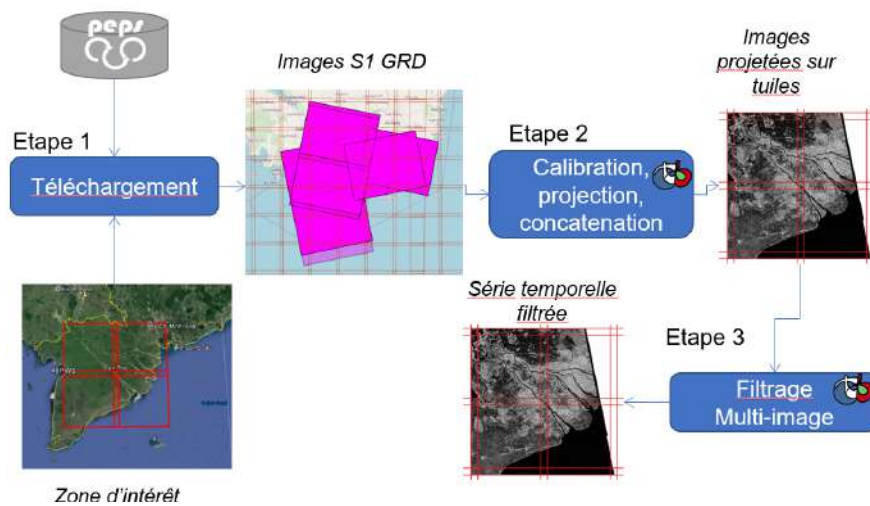 peps
Images S1 GRD
Images
projetées sur
tuiles
Etape 1
Téléchargement
Etape 2
Calibration,
projection,
concatenation
Série temporelle
filtrée
Etape 3
Filtrage
Multi-image
Zone d'intérêt